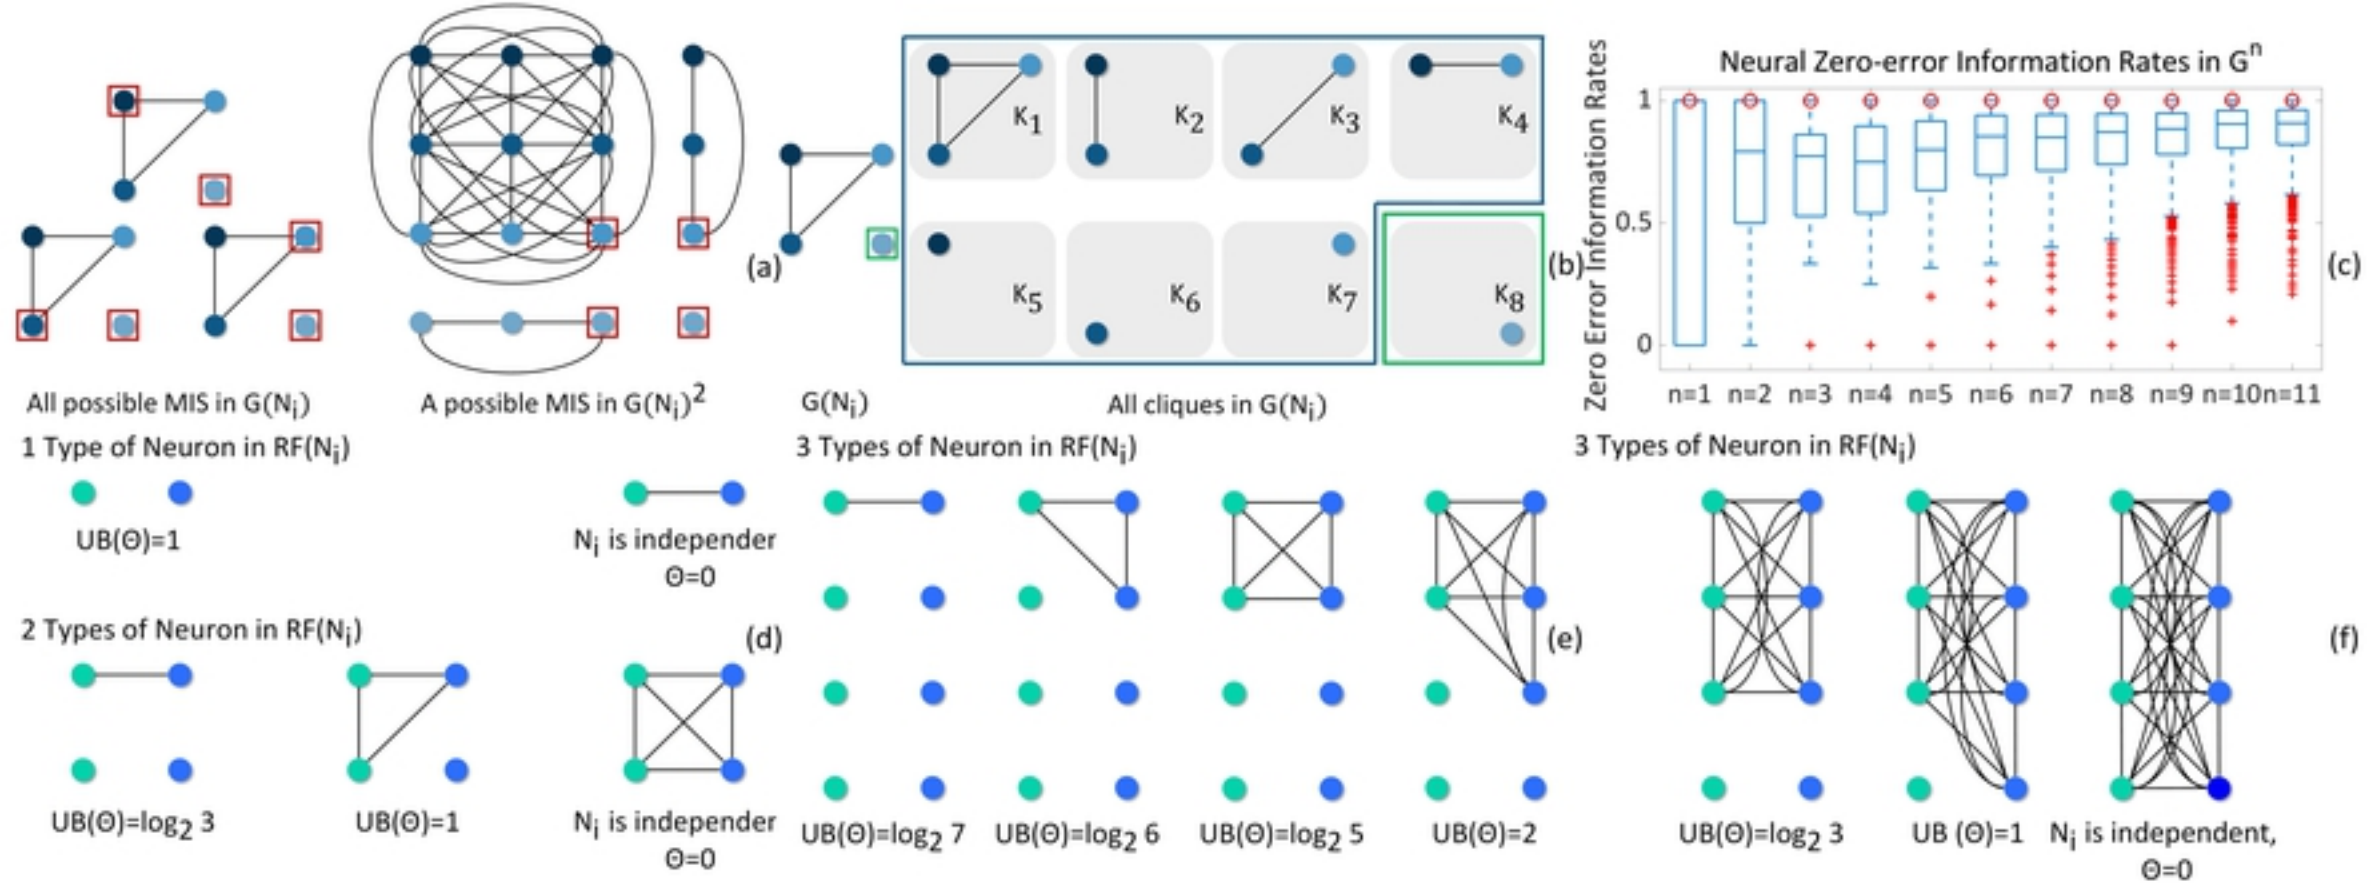 (a)
All possible MIS in G(Nᵢ)
A possible MIS in G(Nᵢ)²
K₁
K₂
K₃
K₄
K₅
K₆
K₇
K₈
(b)
G(Nᵢ)
All cliques in G(Nᵢ)
Neural Zero-error Information Rates in Gⁿ
Zero Error Information Rates
1
0.5
0
n=1 n=2 n=3 n=4 n=5 n=6 n=7 n=8 n=9 n=10 n=11
(c)
1 Type of Neuron in RF(Nᵢ)
UB(Θ)=1
Nᵢ is independer
Θ=0
2 Types of Neuron in RF(Nᵢ)
(d)
UB(Θ)=log₂ 3
UB(Θ)=1
Nᵢ is independer
Θ=0
3 Types of Neuron in RF(Nᵢ)
(e)
UB(Θ)=log₂ 7
UB(Θ)=log₂ 6
UB(Θ)=log₂ 5
UB(Θ)=2
3 Types of Neuron in RF(Nᵢ)
(f)
UB(Θ)=log₂ 3
UB (Θ)=1
Nᵢ is independent,
Θ=0